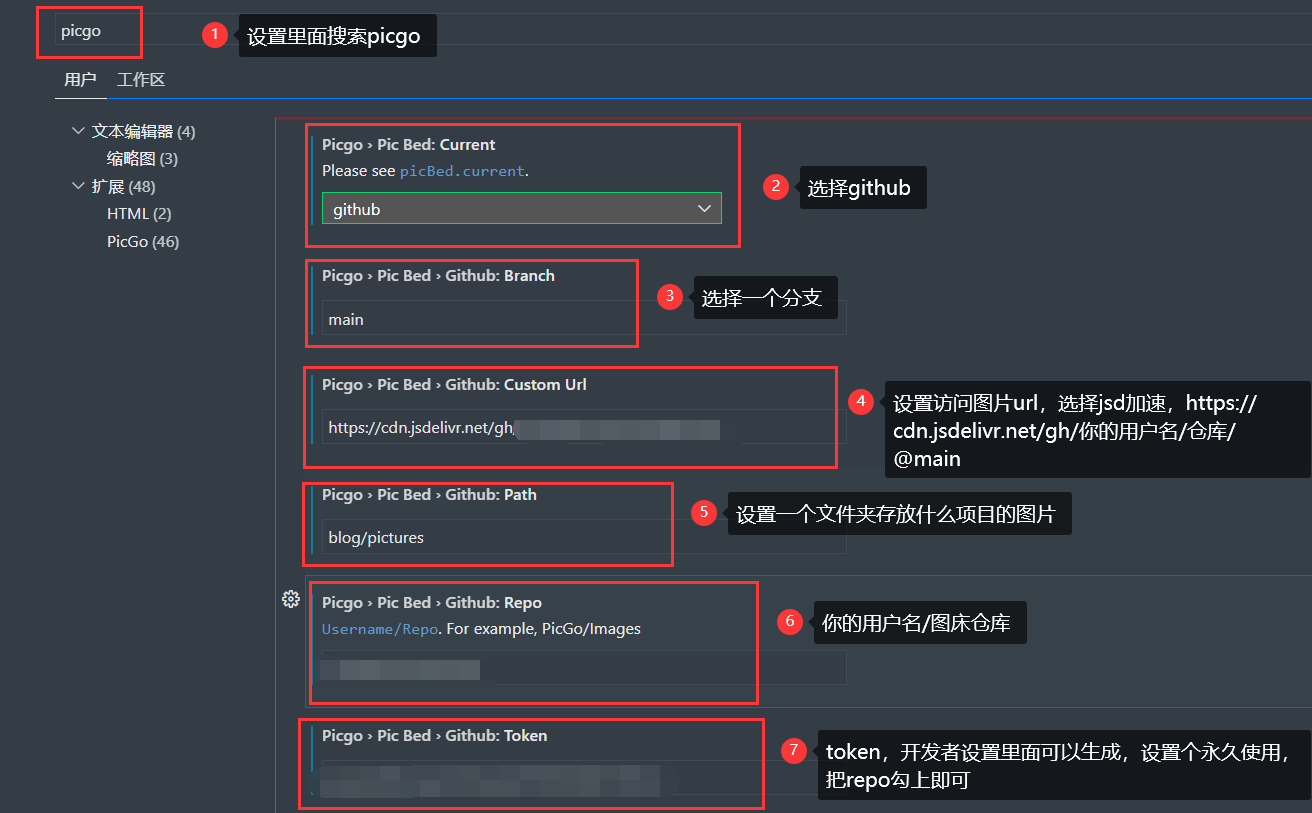 picgo
1
设置里面搜索picgo
用户 工作区
文本编辑器 (4)
缩略图 (3)
扩展 (48)
HTML (2)
PicGo (46)
Picgo › Pic Bed: Current
Please see picBed.current.
github
2
选择github
Picgo › Pic Bed › Github: Branch
main
3
选择一个分支
Picgo › Pic Bed › Github: Custom Url
https://cdn.jsdelivr.net/gh/
4
设置访问图片url，选择jsd加速，https://
cdn.jsdelivr.net/gh/你的用户名/仓库/
@main
Picgo › Pic Bed › Github: Path
blog/pictures
5
设置一个文件夹存放什么项目的图片
Picgo › Pic Bed › Github: Repo
Username/Repo. For example, PicGo/Images
6
你的用户名/图床仓库
Picgo › Pic Bed › Github: Token
7
token，开发者设置里面可以生成，设置个永久使用，
把repo勾上即可